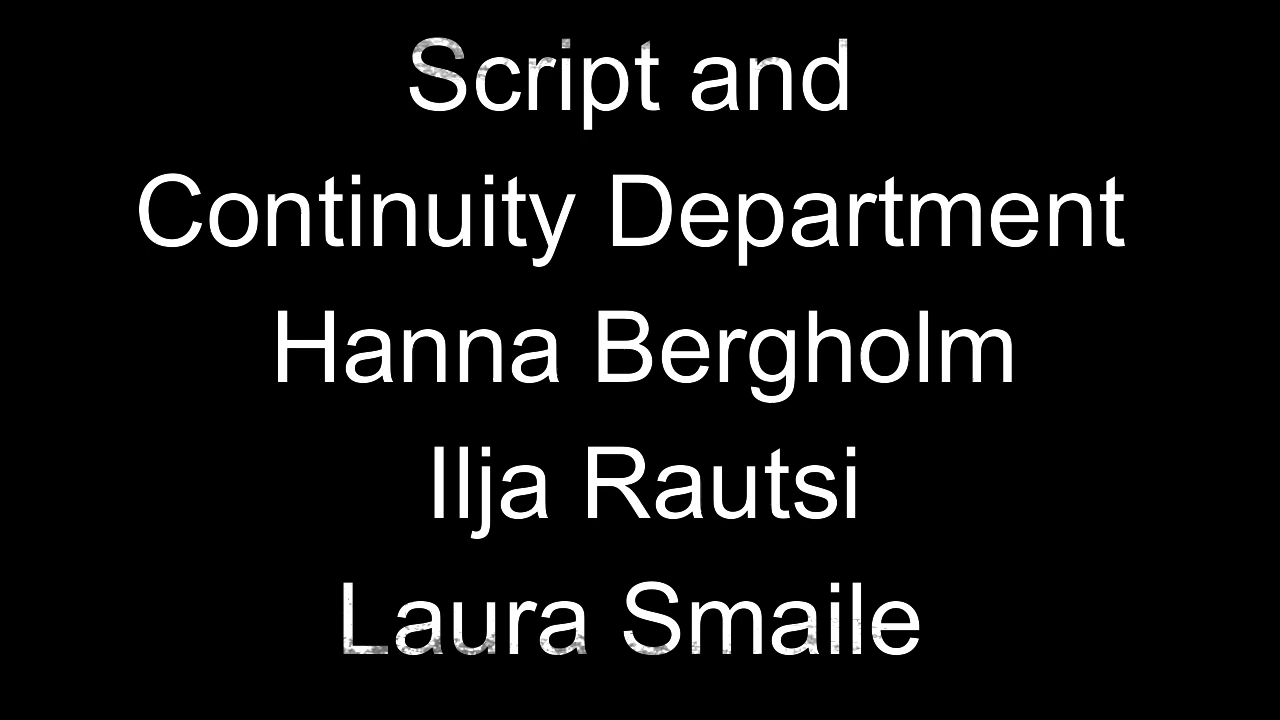 Script and
Continuity Department
Hanna Bergholm
Ilja Rautsi
Laura Smaile